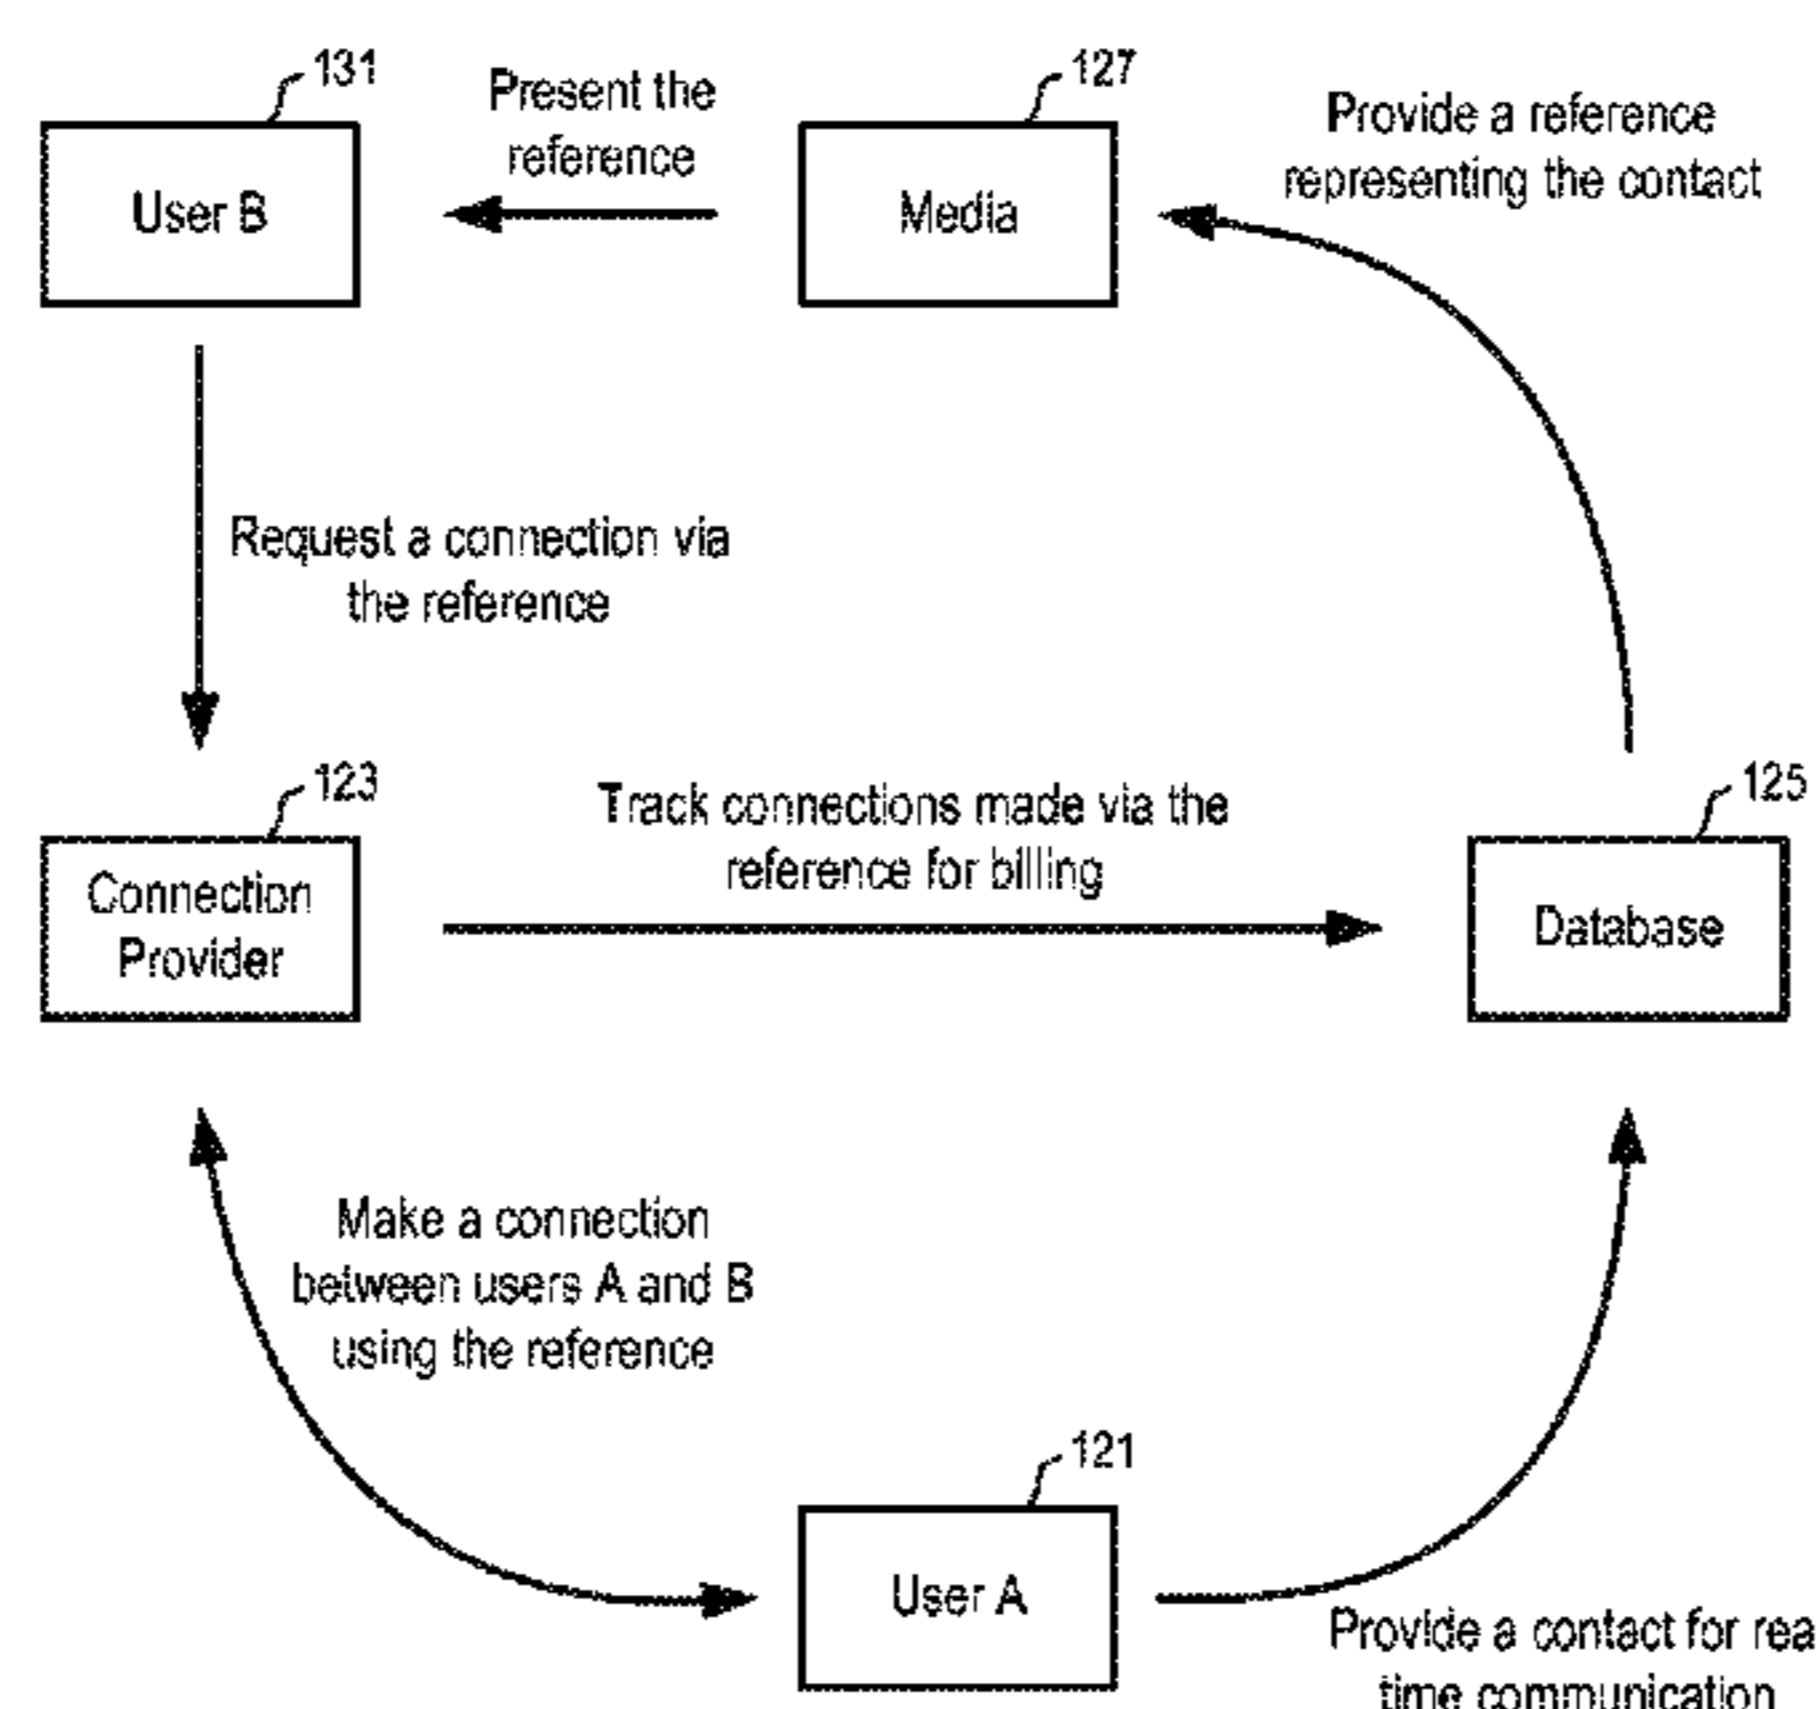 131
Present the
reference
127
Provide a reference
representing the contact
User B
Media
Request a connection via
the reference
123
Track connections made via the
reference for billing
125
Connection
Provider
Database
Make a connection
between users A and B
using the reference
121
User A
Provide a contact for rea
time communication